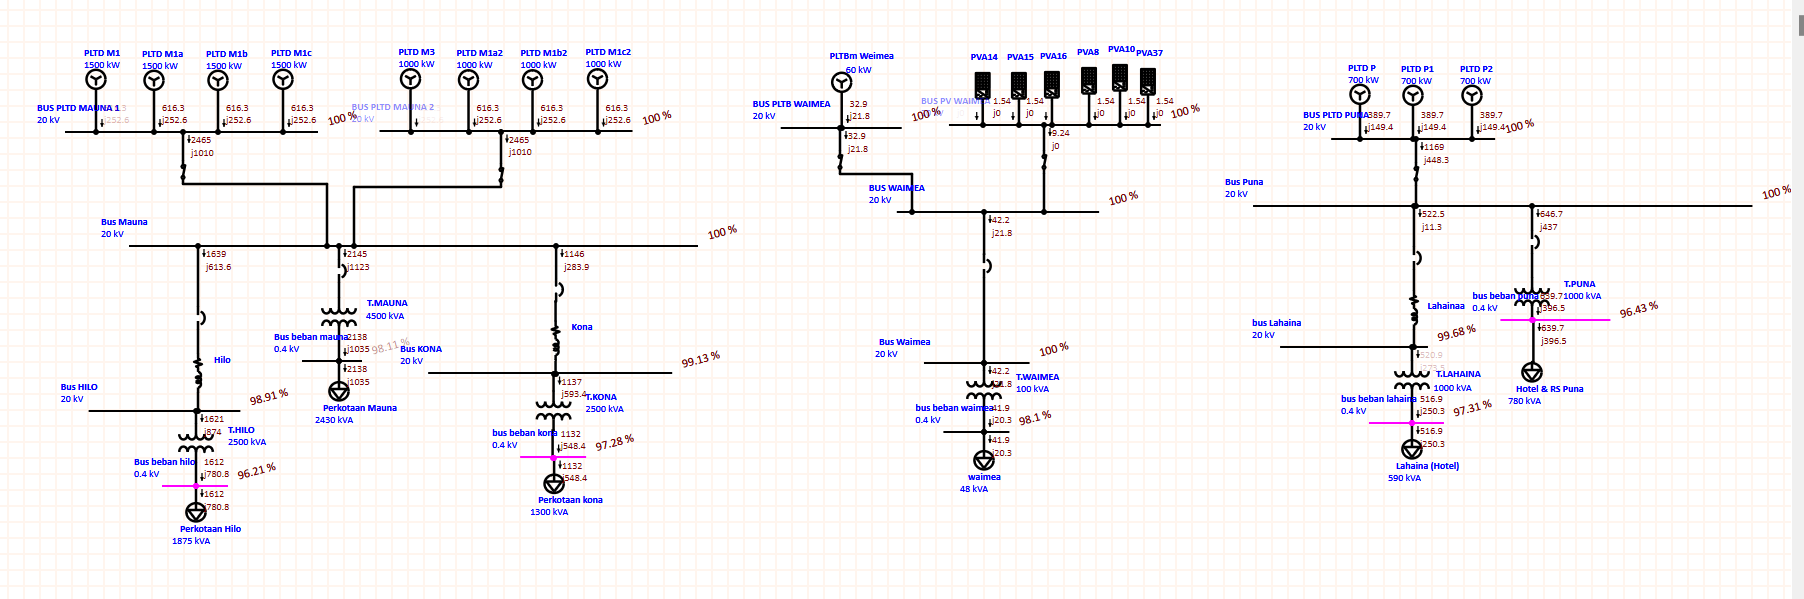 PLTD M1
1500 kW
PLTD M1a
1500 kW
PLTD M1b
1500 kW
PLTD M1c
1500 kW
BUS PLTD MAUNA 1
20 kV
j252.6
616.3
j252.6
616.3
j252.6
616.3
j252.6
100 %
2465
j1010
PLTD M3
1000 kW
PLTD M1a2
1000 kW
PLTD M1b2
1000 kW
PLTD M1c2
1000 kW
BUS PLTD MAUNA 2
20 kV
616.3
j252.6
616.3
j252.6
616.3
j252.6
100 %
2465
j1010
Bus Mauna
20 kV
100 %
1639
j613.6
2145
j1123
1146
j283.9
T.MAUNA
4500 kVA
Bus beban mauna
0.4 kV
2138
j1035
98.11 %
2138
j1035
Perkotaan Mauna
2430 kVA
Hilo
Bus HILO
20 kV
98.91 %
1621
j874
T.HILO
2500 kVA
Bus beban hilo
0.4 kV
1612
j780.8
96.21 %
1612
j780.8
Perkotaan Hilo
1875 kVA
Kona
Bus KONA
20 kV
99.13 %
1137
j593.4
T.KONA
2500 kVA
bus beban kona
0.4 kV
1132
j548.4
97.28 %
1132
j548.4
Perkotaan kona
1300 kVA
PLTBm Weimea
60 kW
BUS PLTB WAIMEA
20 kV
32.9
j21.8
100 %
32.9
j21.8
PVA14
PVA15
PVA16
PVA8
PVA10
PVA37
BUS PV WAIMEA
1.54
j0
1.54
j0
1.54
j0
1.54
j0
1.54
j0
100 %
9.24
j0
BUS WAIMEA
20 kV
100 %
42.2
j21.8
Bus Waimea
20 kV
100 %
42.2
j21.8
T.WAIMEA
100 kVA
bus beban waimea
0.4 kV
41.9
j20.3
98.1 %
41.9
j20.3
waimea
48 kVA
PLTD P
700 kW
PLTD P1
700 kW
PLTD P2
700 kW
BUS PLTD PUNA
20 kV
389.7
j149.4
389.7
j149.4
389.7
j149.4
100 %
1169
j448.3
Bus Puna
20 kV
100 %
522.5
j11.3
646.7
j437
Lahainaa
bus Lahaina
20 kV
99.68 %
520.9
T.LAHAINA
1000 kVA
bus beban lahaina
0.4 kV
516.9
j250.3
97.31 %
516.9
j250.3
Lahaina (Hotel)
590 kVA
T.PUNA
1000 kVA
bus beban puna
0.4 kV
639.7
j396.5
96.43 %
639.7
j396.5
Hotel & RS Puna
780 kVA